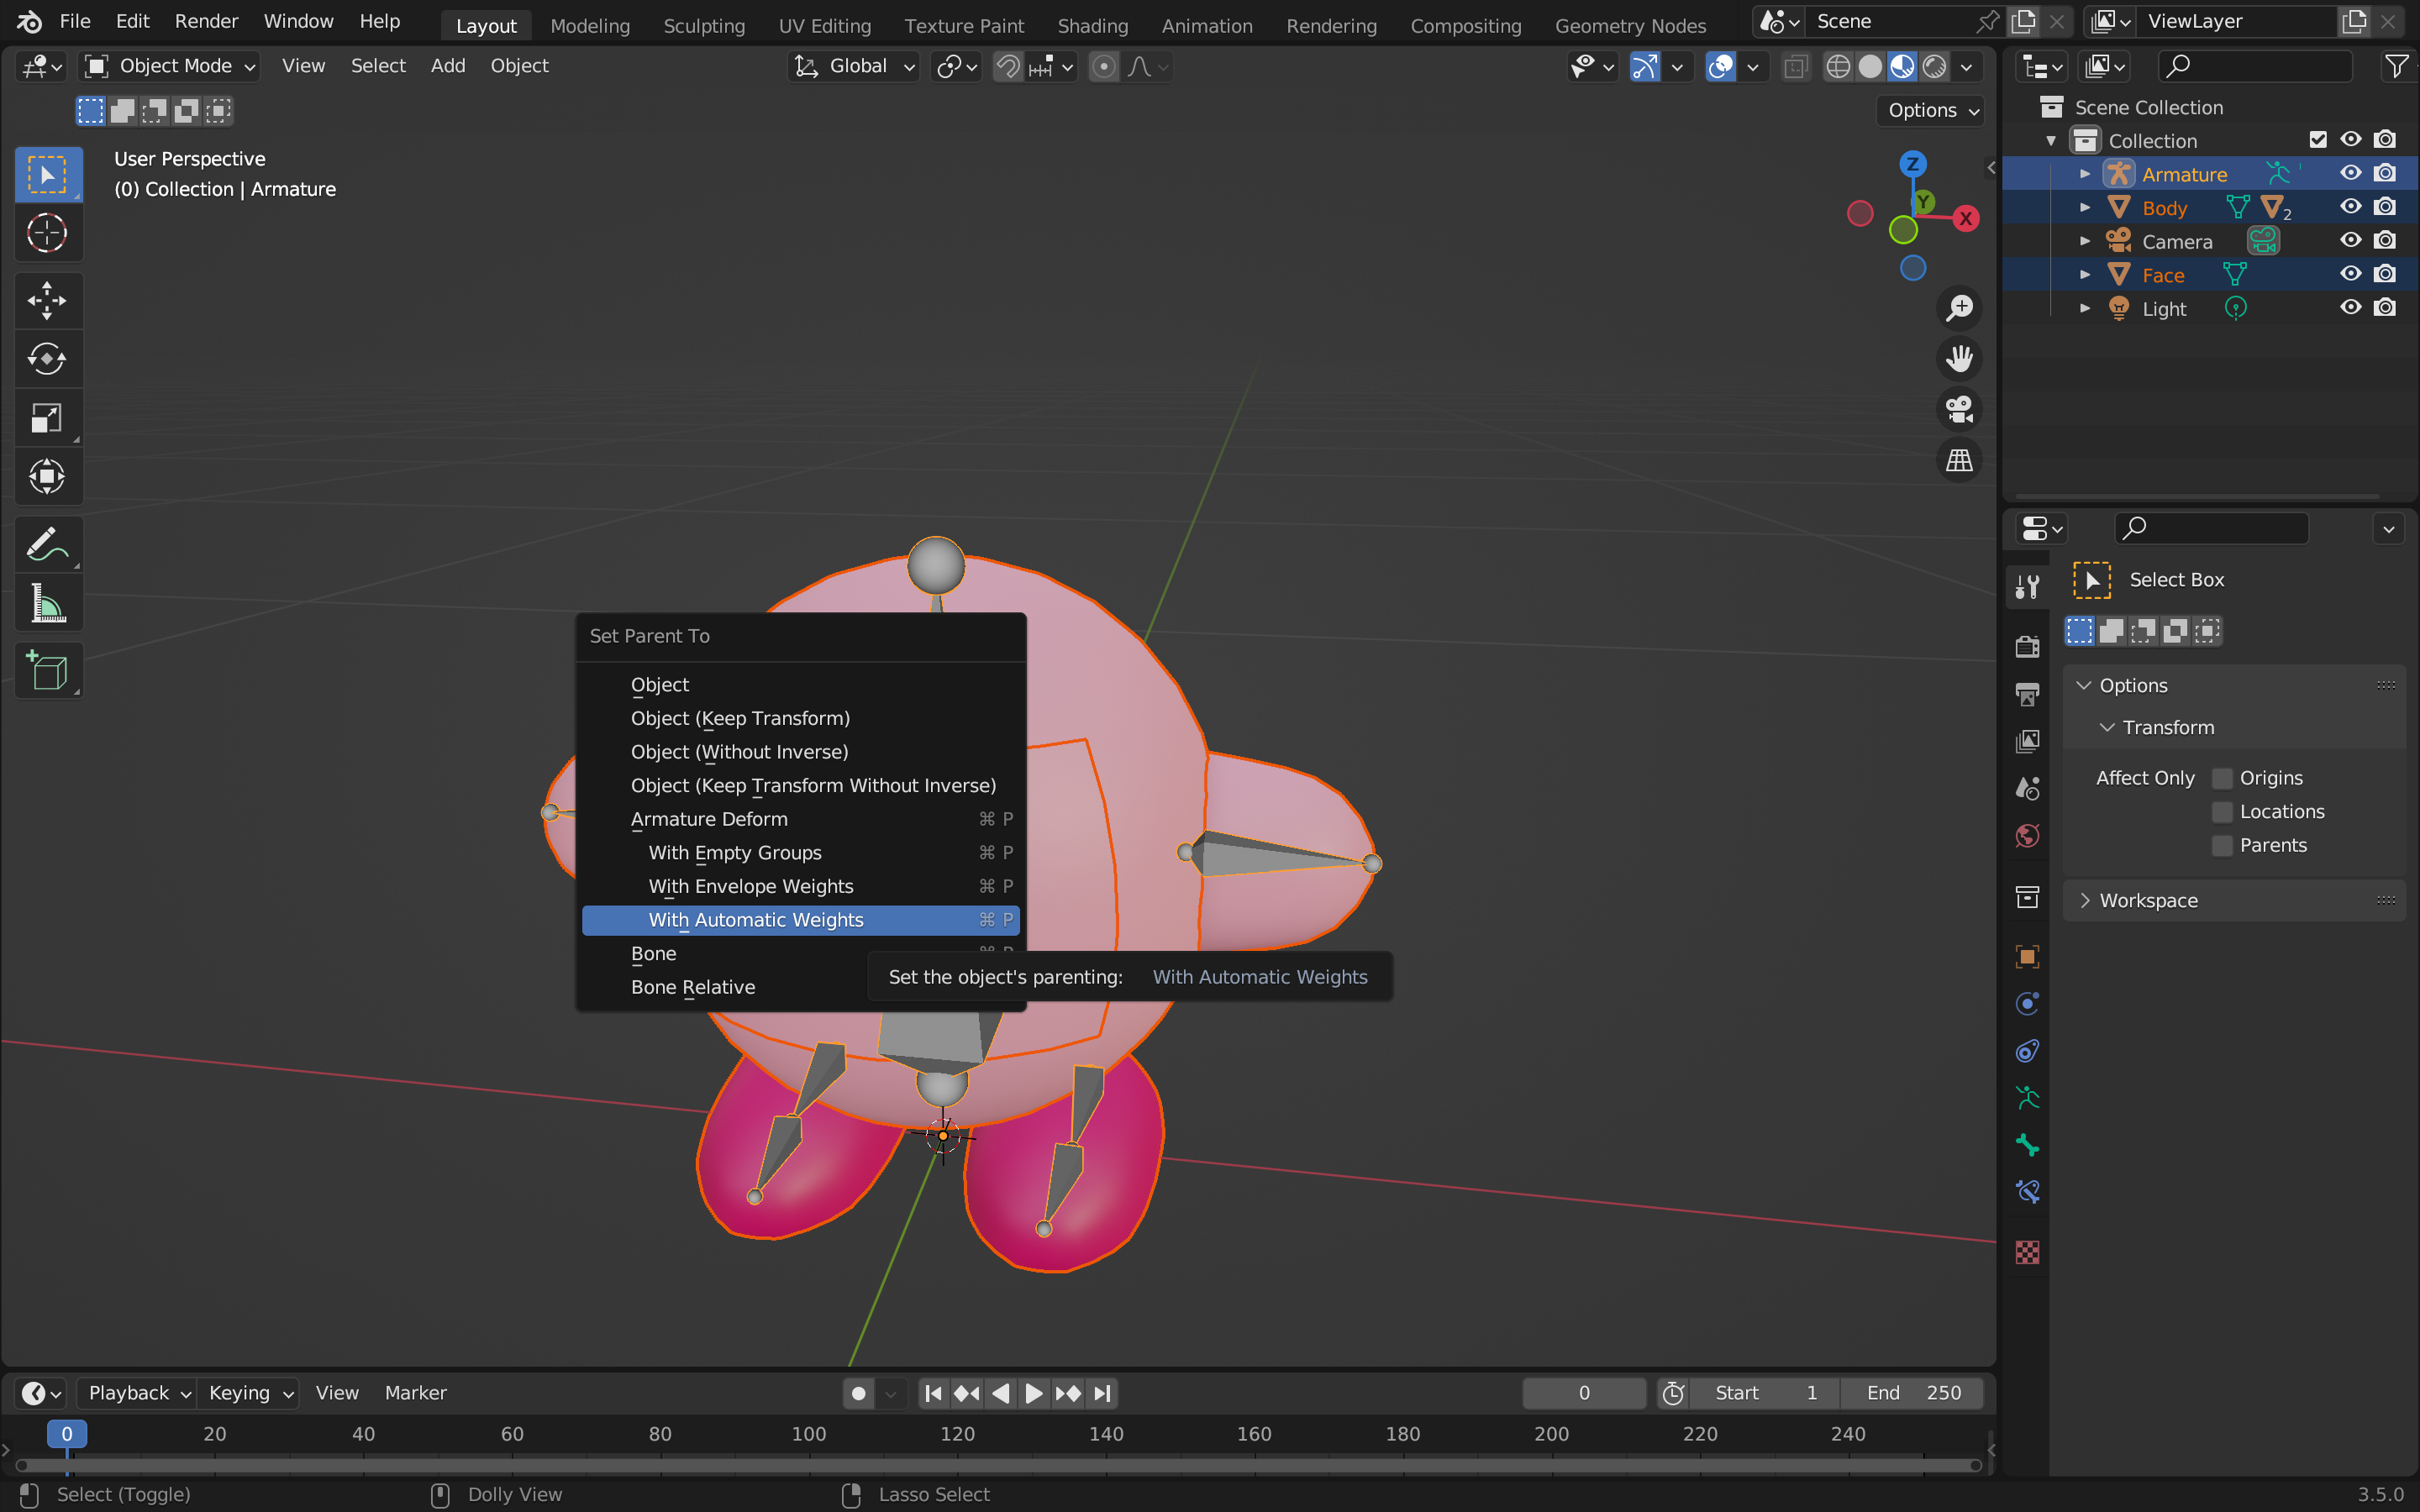 File Edit Render Window Help Layout Modeling Sculpting UV Editing Texture Paint Shading Animation Rendering Compositing Geometry Nodes Scene ViewLayer
Object Mode View Select Add Object Global
Options
User Perspective
(0) Collection | Armature
Z
Y
X
Scene Collection
Collection
Armature
Body 2
Camera
Face
Light
Select Box
Options
Transform
Affect Only Origins
Locations
Parents
Workspace
Set Parent To
Object
Object (Keep Transform)
Object (Without Inverse)
Object (Keep Transform Without Inverse)
Armature Deform ⌘ P
With Empty Groups ⌘ P
With Envelope Weights ⌘ P
With Automatic Weights ⌘ P
Bone
Bone Relative
Set the object's parenting: With Automatic Weights
Playback Keying View Marker 0 Start 1 End 250
0 20 40 60 80 100 120 140 160 180 200 220 240
Select (Toggle) Dolly View Lasso Select 3.5.0